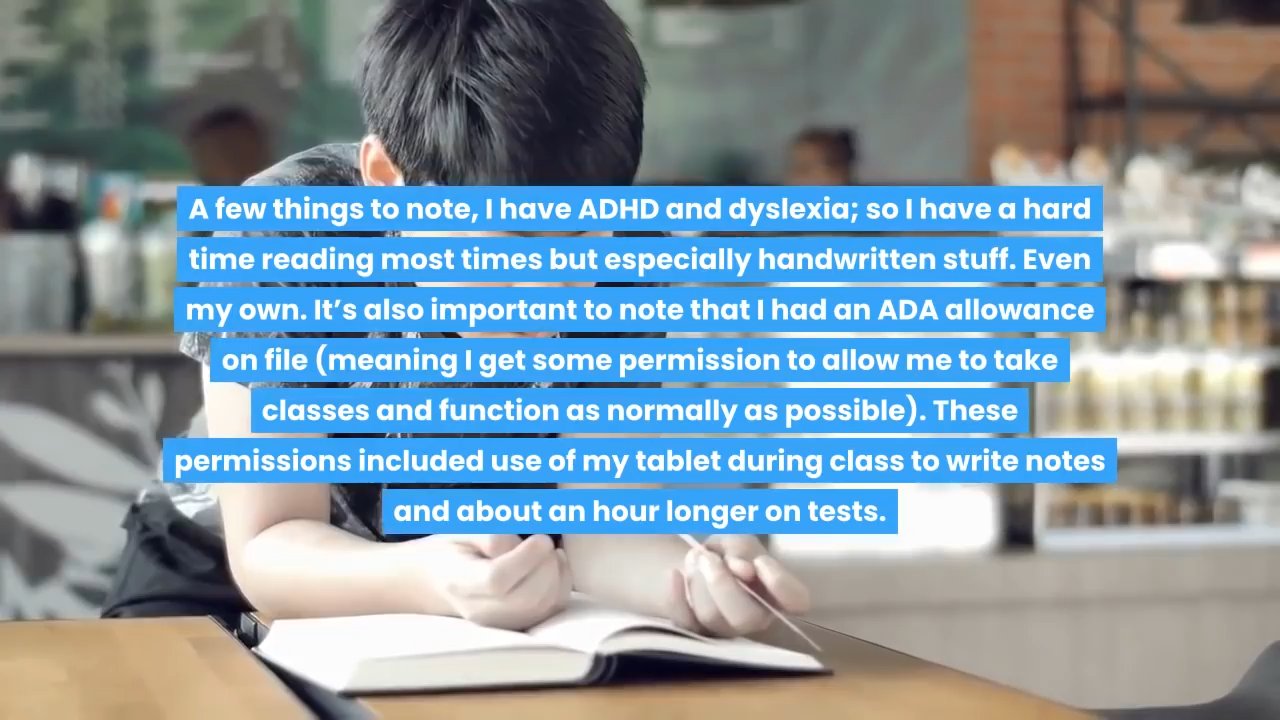 A few things to note, I have ADHD and dyslexia; so I have a hard
time reading most times but especially handwritten stuff. Even
my own. It’s also important to note that I had an ADA allowance
on file (meaning I get some permission to allow me to take
classes and function as normally as possible). These
permissions included use of my tablet during class to write notes
and about an hour longer on tests.